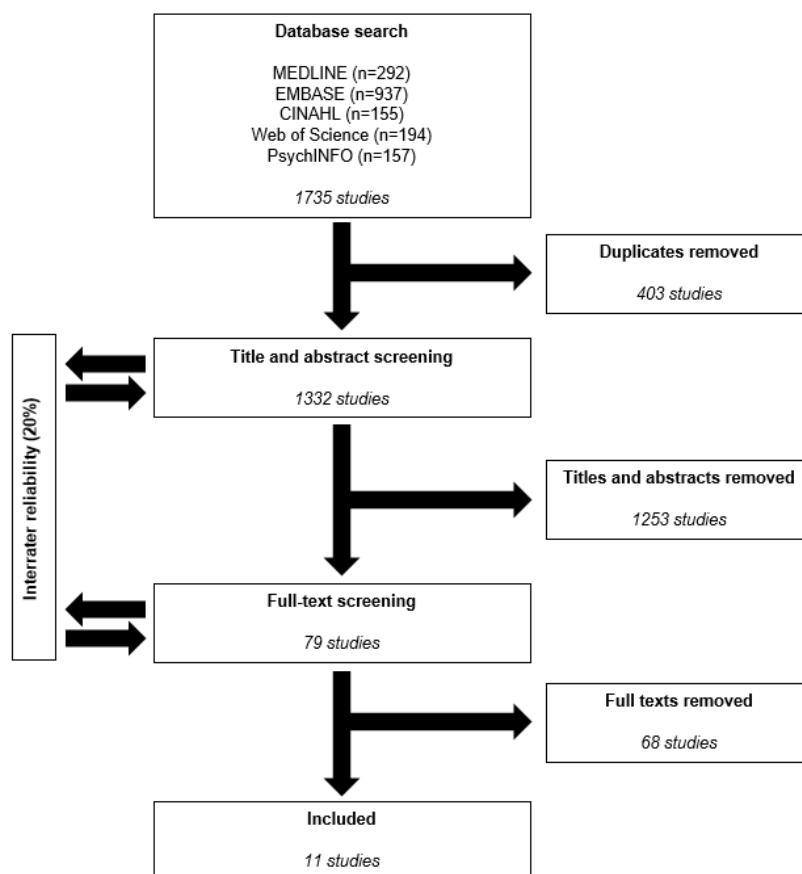 Database search
MEDLINE (n=292)
EMBASE (n=937)
CINAHL (n=155)
Web of Science (n=194)
PsychINFO (n=157)
1735 studies
Duplicates removed
403 studies
Interrater reliability (20%)
Title and abstract screening
1332 studies
Titles and abstracts removed
1253 studies
Full-text screening
79 studies
Full texts removed
68 studies
Included
11 studies